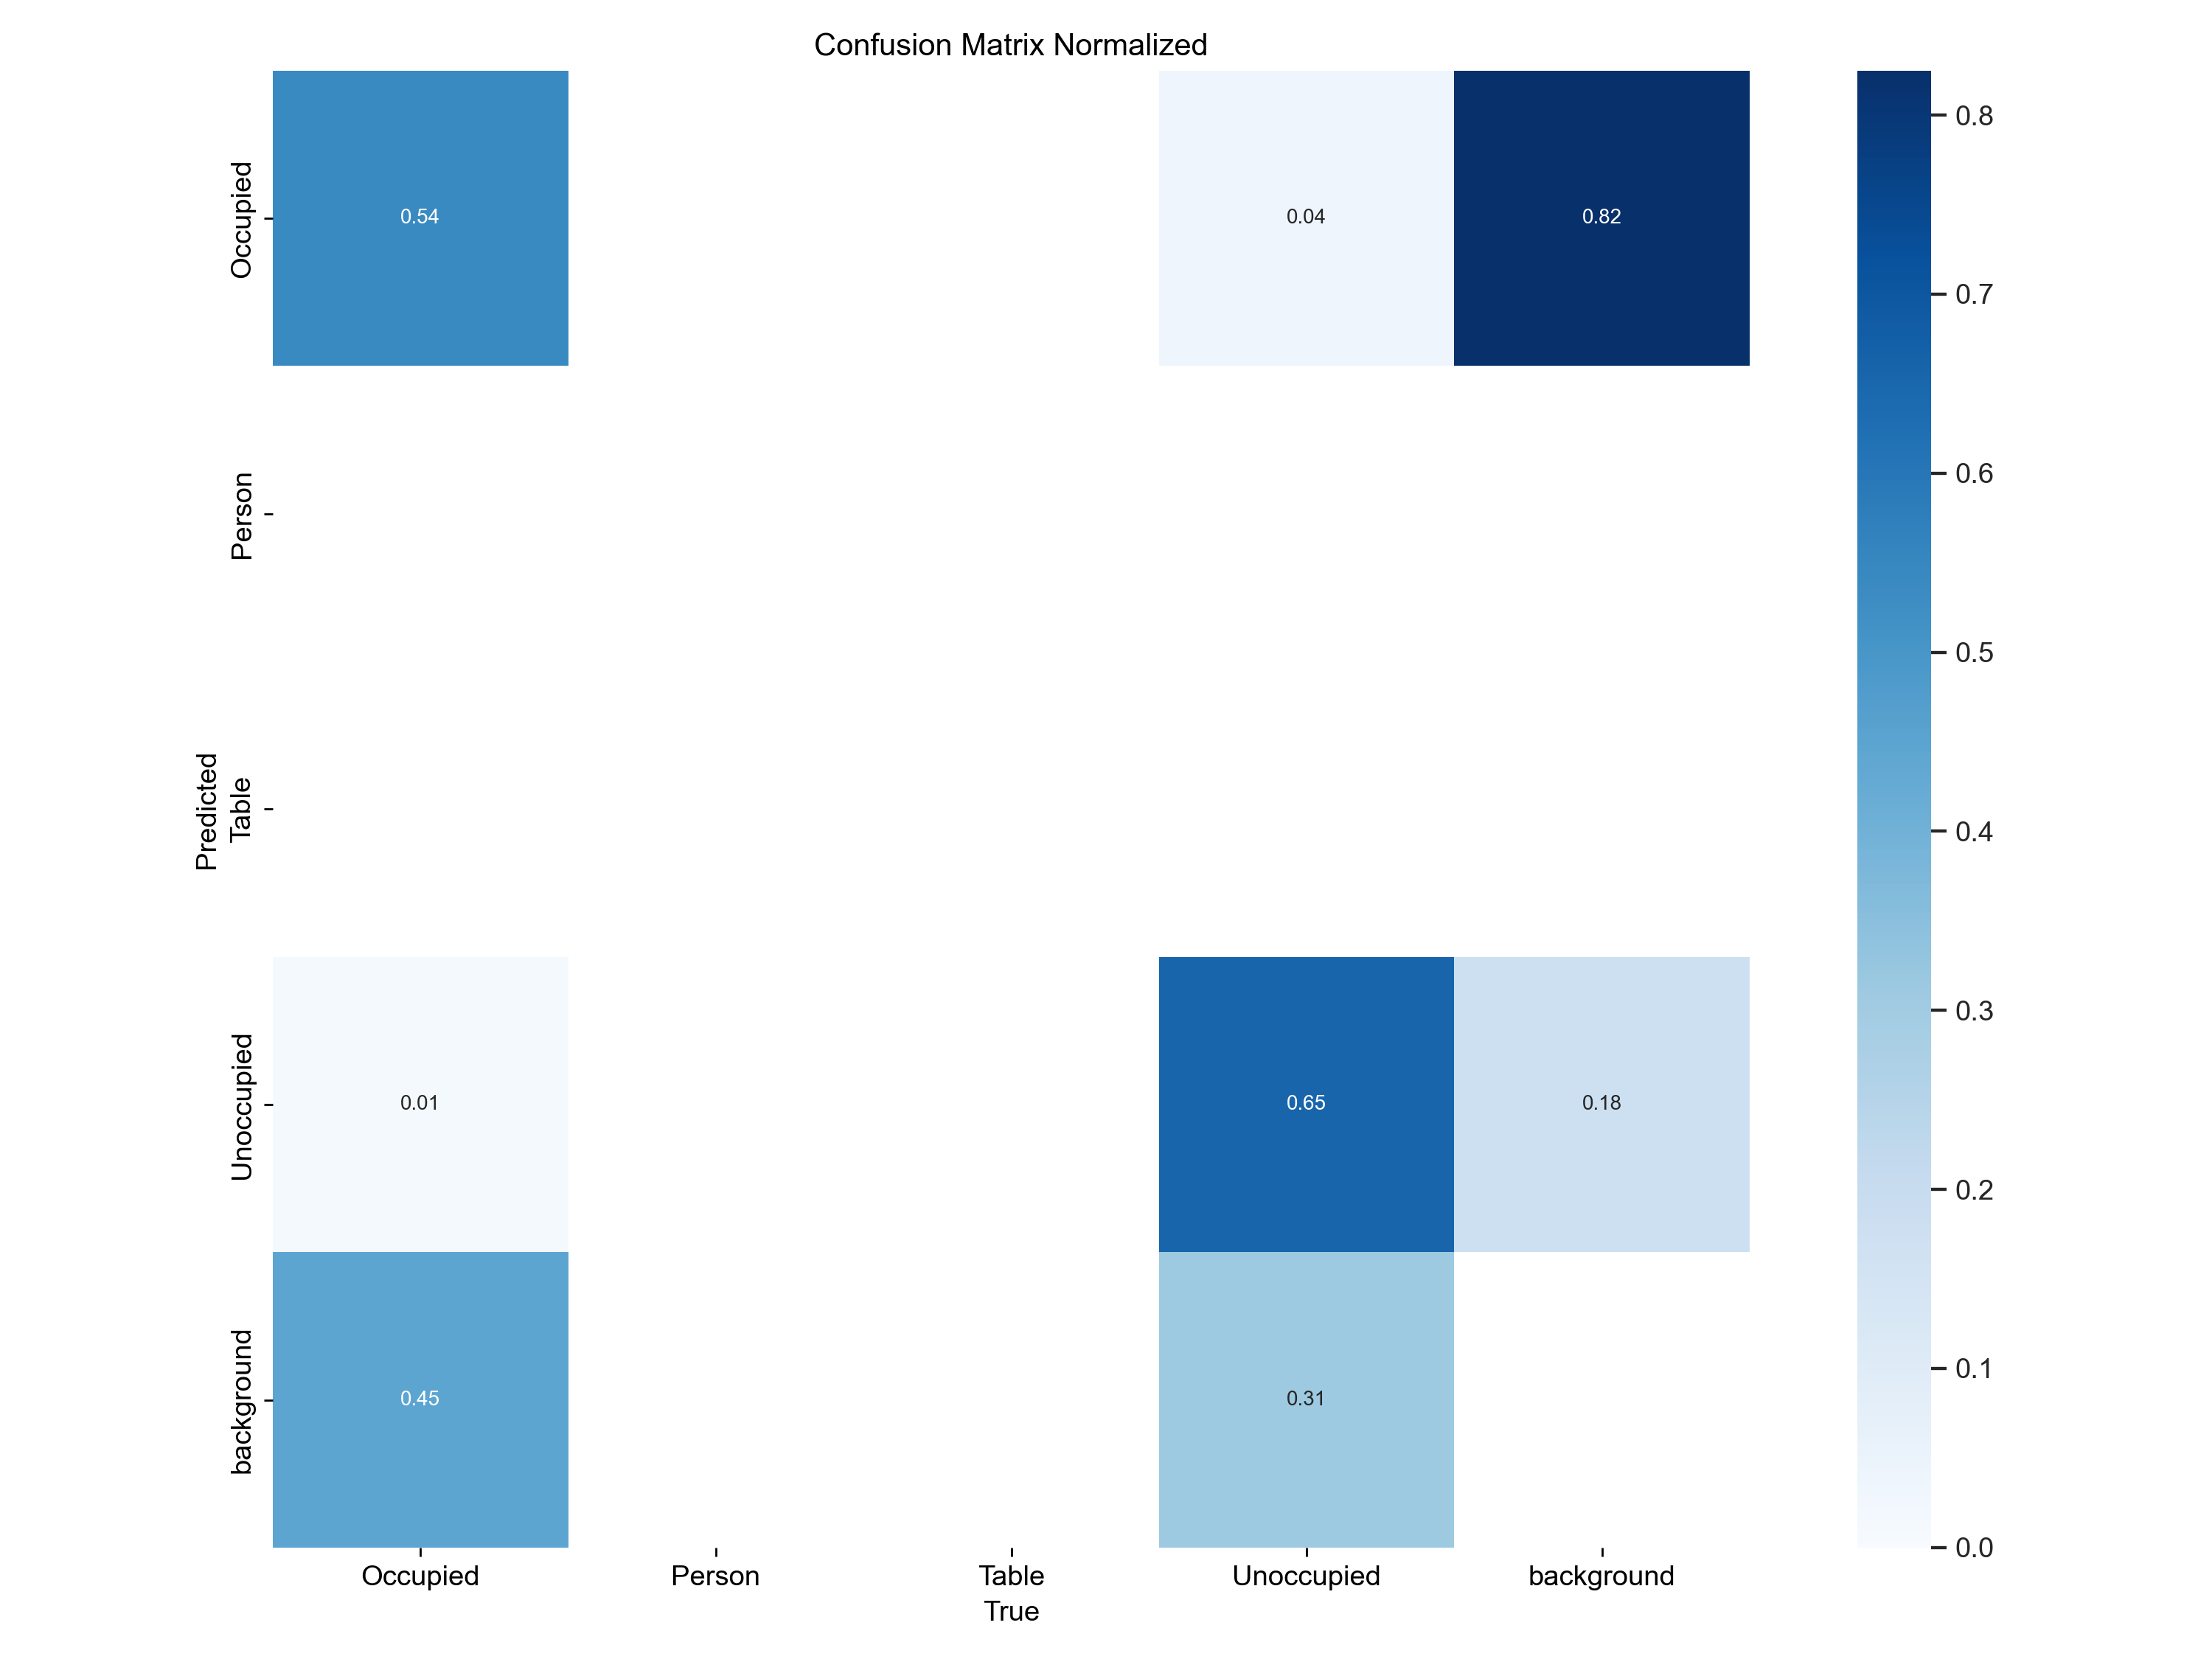 Confusion Matrix Normalized
Predicted
Occupied
Person
Table
Unoccupied
background
0.54
0.04
0.82
0.01
0.65
0.18
0.45
0.31
Occupied
Person
Table
Unoccupied
background
True
0.8
0.7
0.6
0.5
0.4
0.3
0.2
0.1
0.0